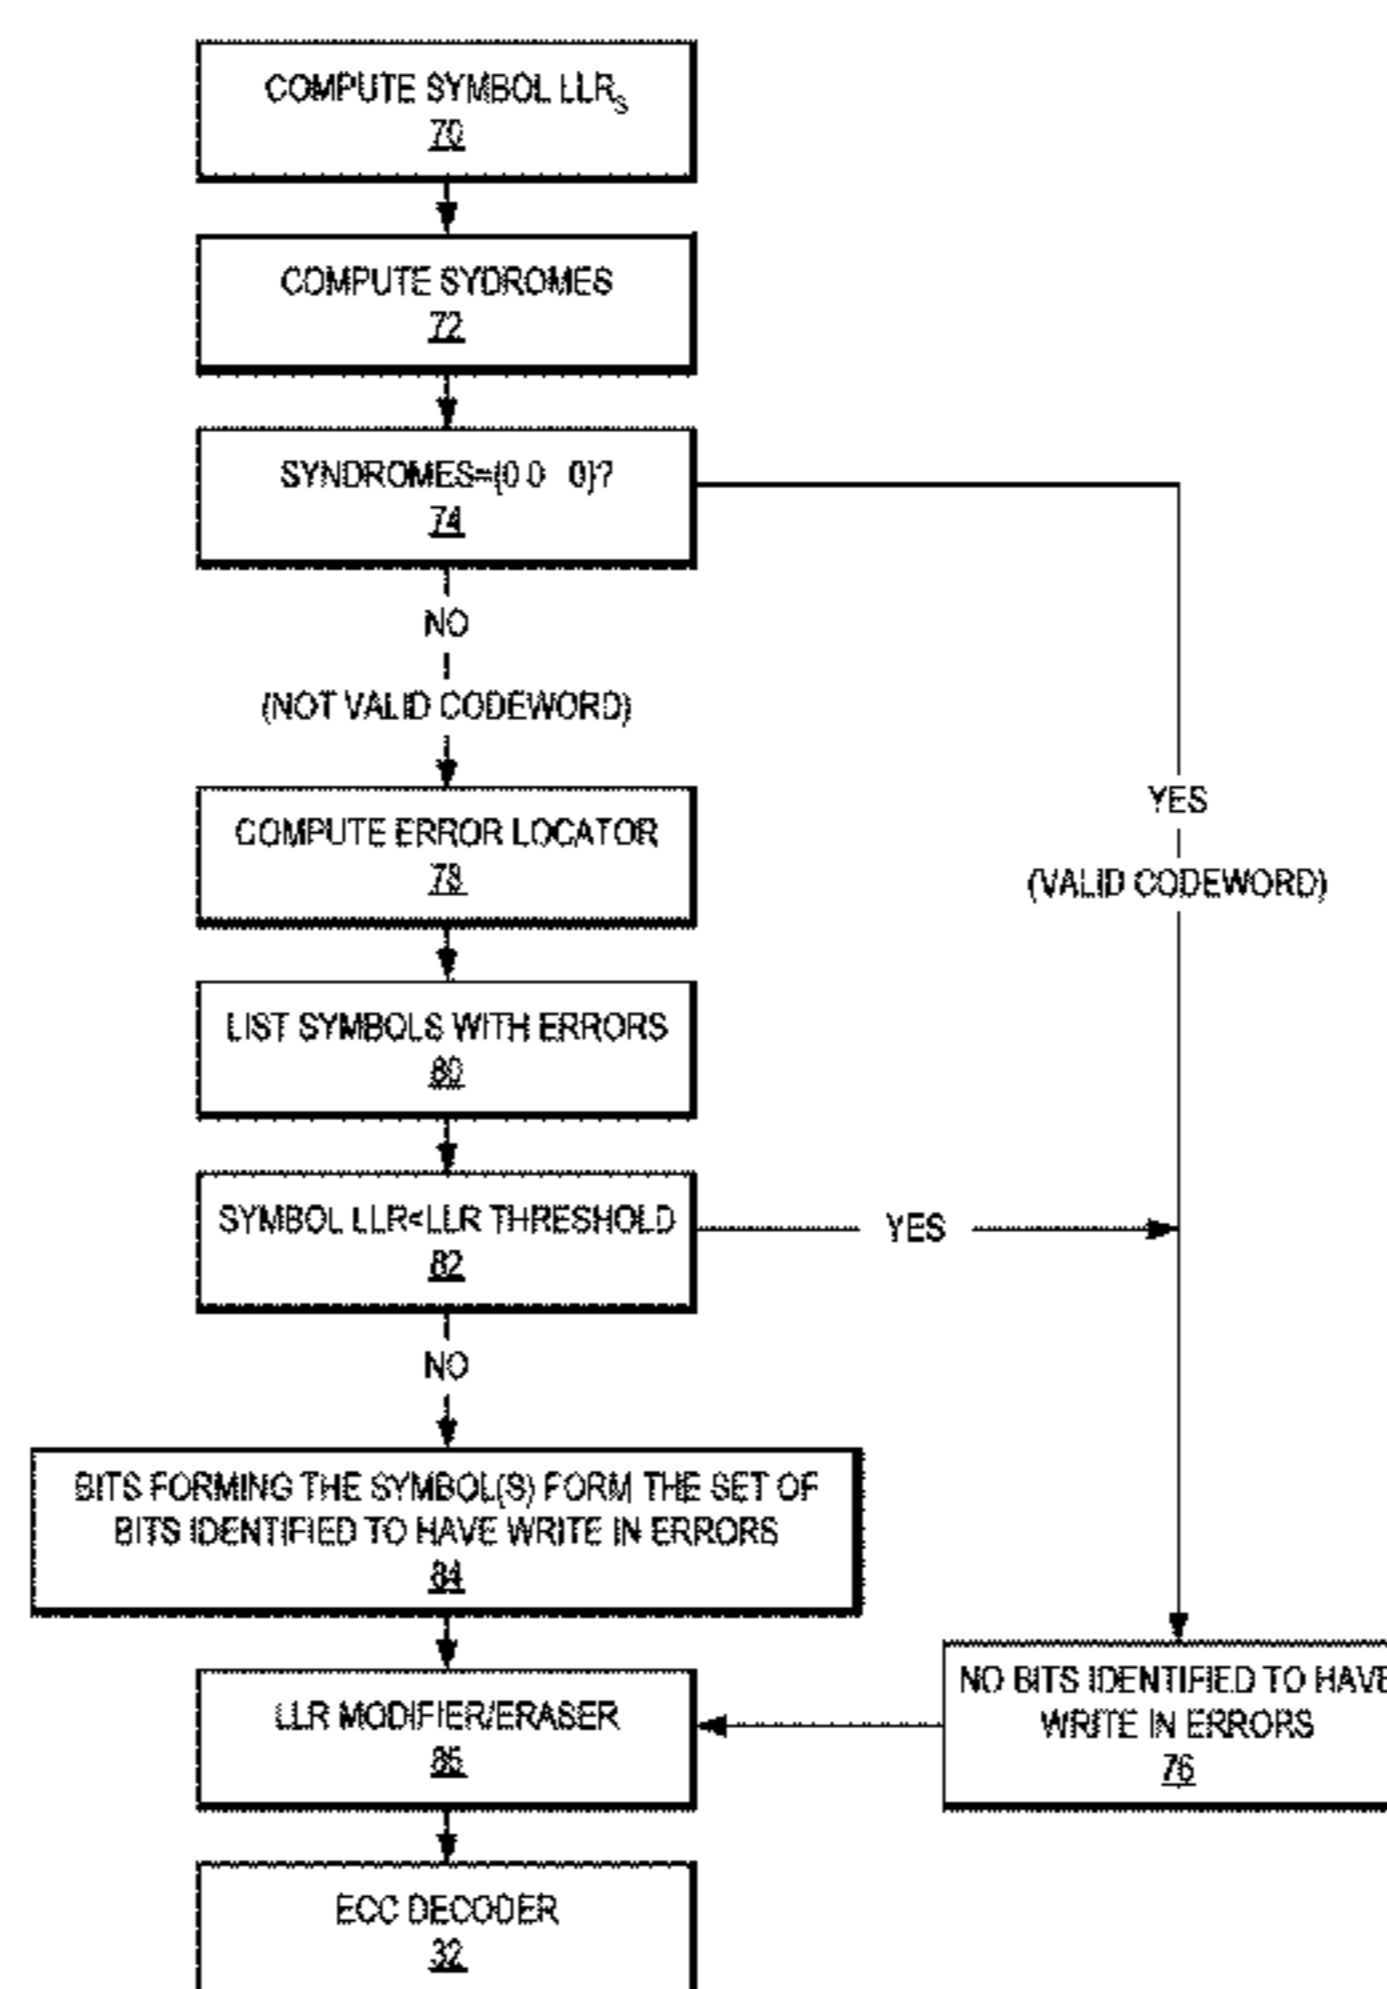 COMPUTE SYMBOL LLRS
70
COMPUTE SYDROMES
72
SYNDROMES={0 0 0}?
74
NO
(NOT VALID CODEWORD)
YES
(VALID CODEWORD)
COMPUTE ERROR LOCATOR
78
LIST SYMBOLS WITH ERRORS
80
SYMBOL LLR<LLR THRESHOLD
82
YES
NO
BITS FORMING THE SYMBOL(S) FORM THE SET OF
BITS IDENTIFIED TO HAVE WRITE IN ERRORS
84
NO BITS IDENTIFIED TO HAVE
WRITE IN ERRORS
76
LLR MODIFIER/ERASER
85
ECC DECODER
32